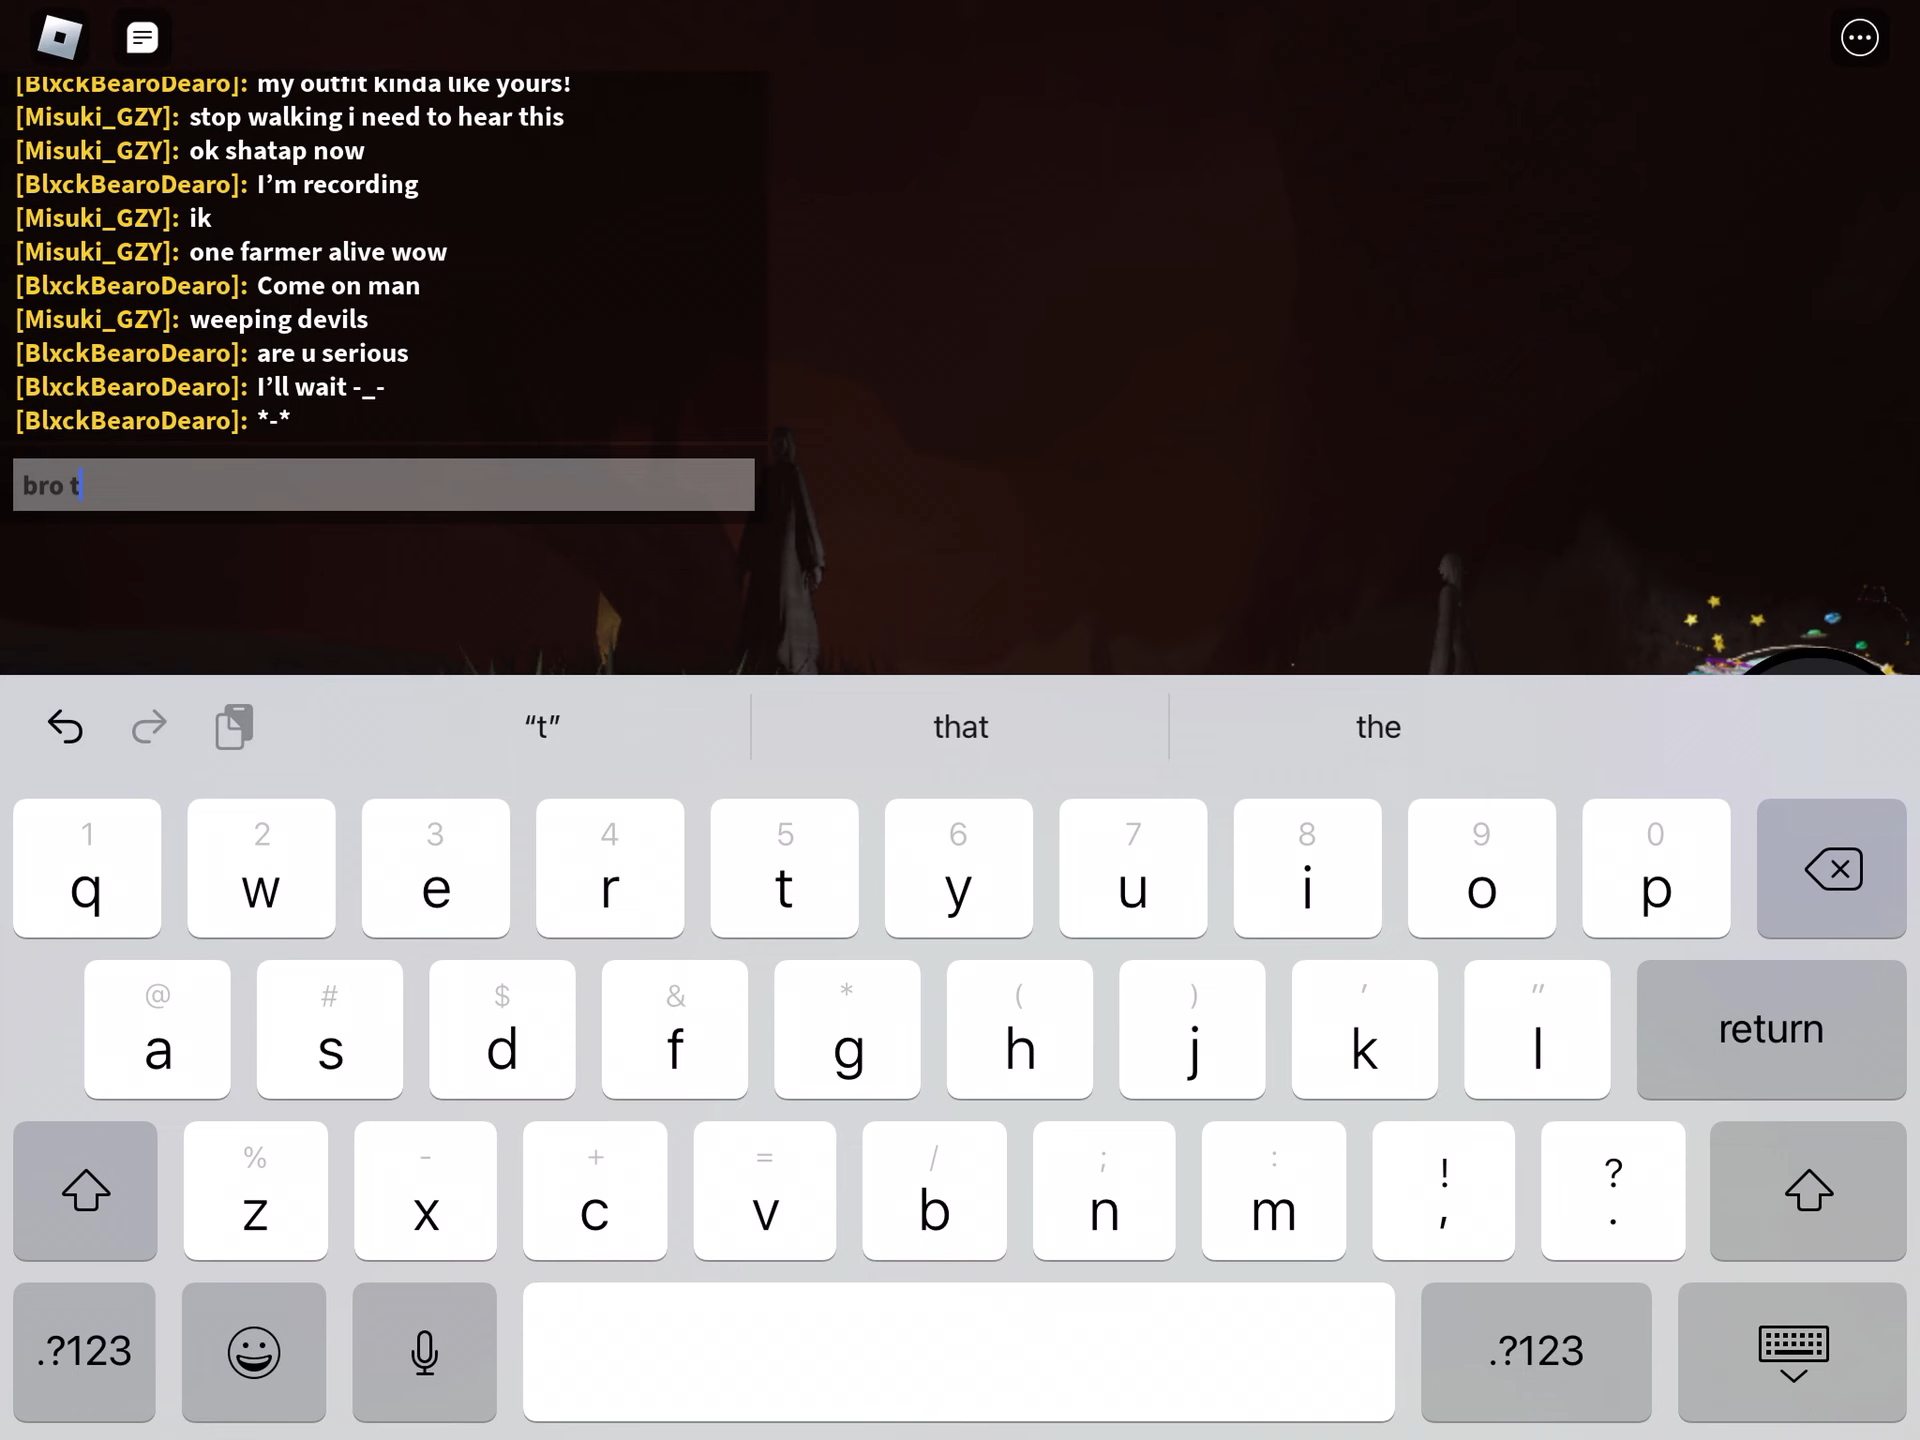 [BlxckBearoDearo]: my outfit kinda like yours!
[Misuki_GZY]: stop walking i need to hear this
[Misuki_GZY]: ok shatap now
[BlxckBearoDearo]: I’m recording
[Misuki_GZY]: ik
[Misuki_GZY]: one farmer alive wow
[BlxckBearoDearo]: Come on man
[Misuki_GZY]: weeping devils
[BlxckBearoDearo]: are u serious
[BlxckBearoDearo]: I’ll wait -_-
[BlxckBearoDearo]: *-*
bro t
“t” that the
1 2 3 4 5 6 7 8 9 0
q w e r t y u i o p
@ # $ & * ( ) ' "
a s d f g h j k l return
% - + = / ; : ! ?
z x c v b n m , .
.?123 .?123